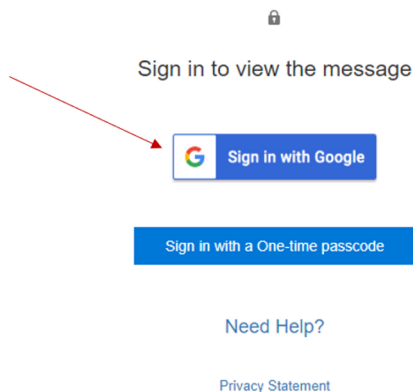 Sign in to view the message
Sign in with Google
Sign in with a One-time passcode
Need Help?
Privacy Statement